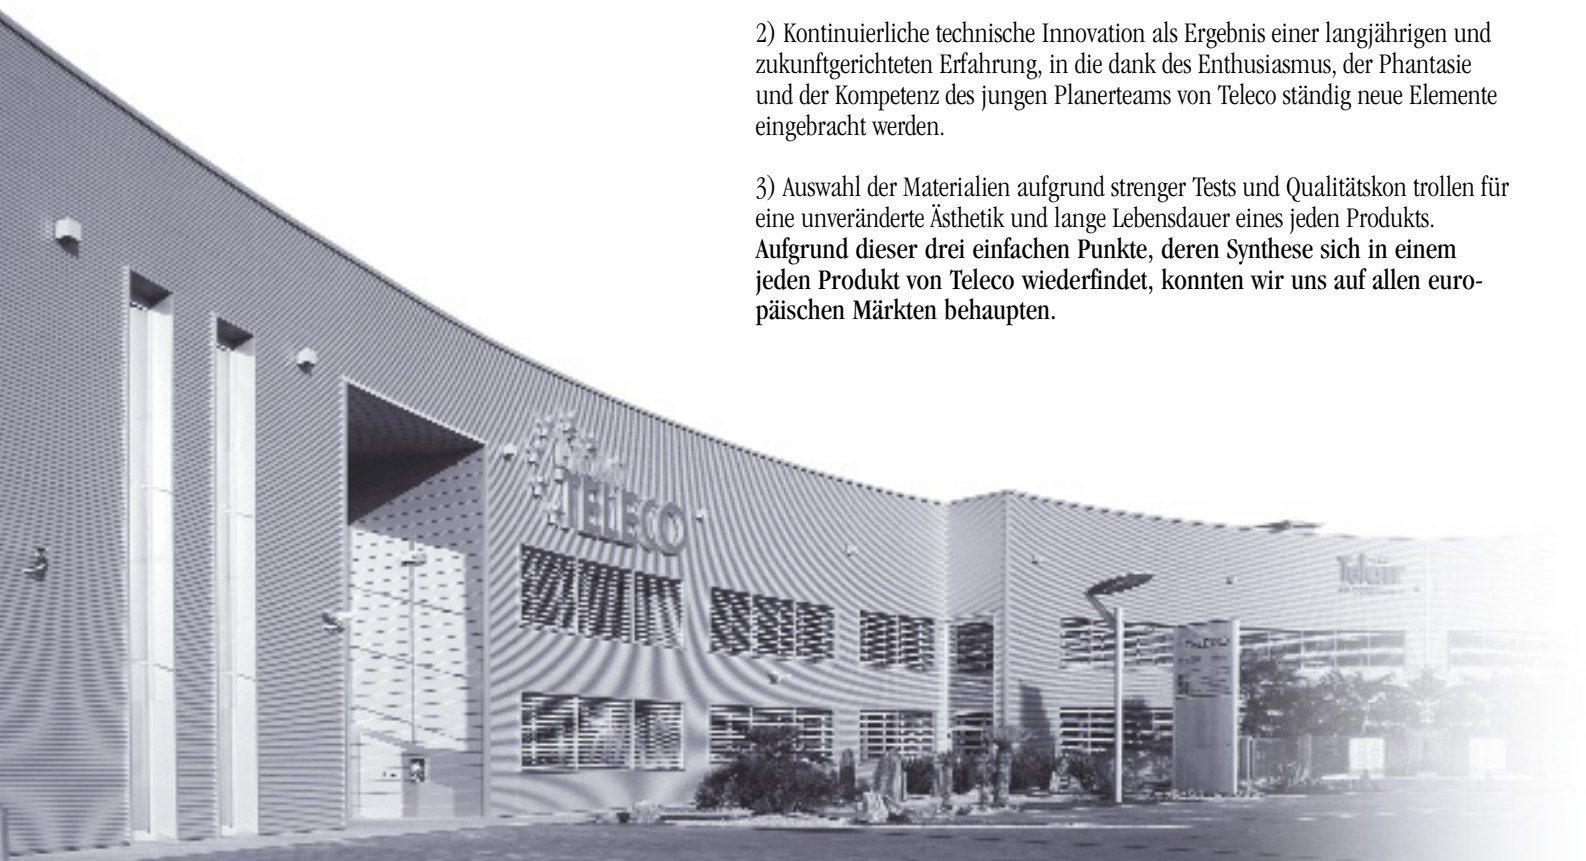 2) Kontinuierliche technische Innovation als Ergebnis einer langjährigen und
zukunftgerichteten Erfahrung, in die dank des Enthusiasmus, der Phantasie
und der Kompetenz des jungen Planerteams von Teleco ständig neue Elemente
eingebracht werden.
3) Auswahl der Materialien aufgrund strenger Tests und Qualitätskon trollen für
eine unveränderte Ästhetik und lange Lebensdauer eines jeden Produkts.
Aufgrund dieser drei einfachen Punkte, deren Synthese sich in einem
jeden Produkt von Teleco wiederfindet, konnten wir uns auf allen euro-
päischen Märkten behaupten.
TELECO
Telair